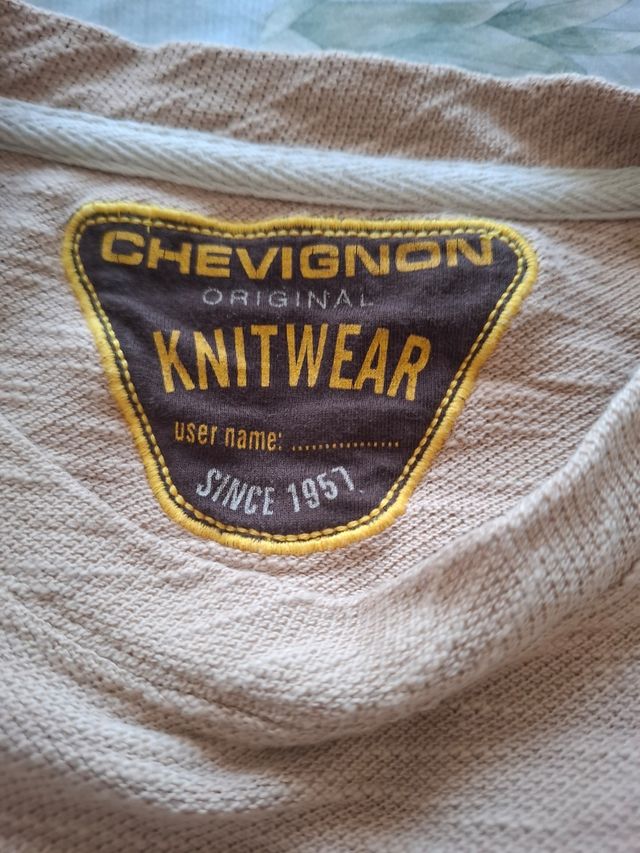 CHEVIGNON
ORIGINAL
KNITWEAR
user name: .................
SINCE 1957